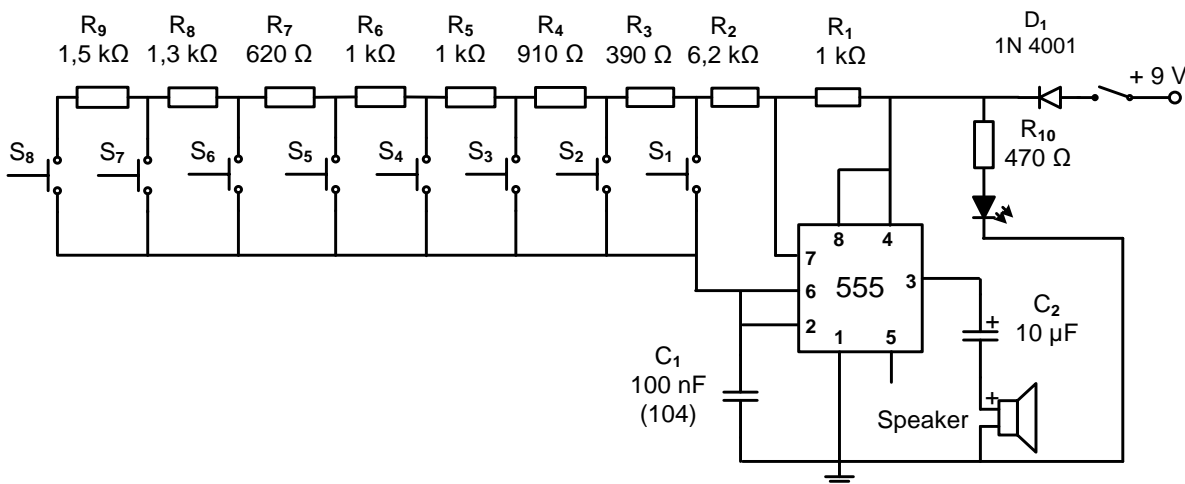 R9
1,5 kΩ
R8
1,3 kΩ
R7
620 Ω
R6
1 kΩ
R5
1 kΩ
R4
910 Ω
R3
390 Ω
R2
6,2 kΩ
R1
1 kΩ
D1
1N 4001
+ 9 V
R10
470 Ω
S8
S7
S6
S5
S4
S3
S2
S1
8
4
7
555
3
6
2
1
5
C2
10 µF
+
C1
100 nF
(104)
+
Speaker